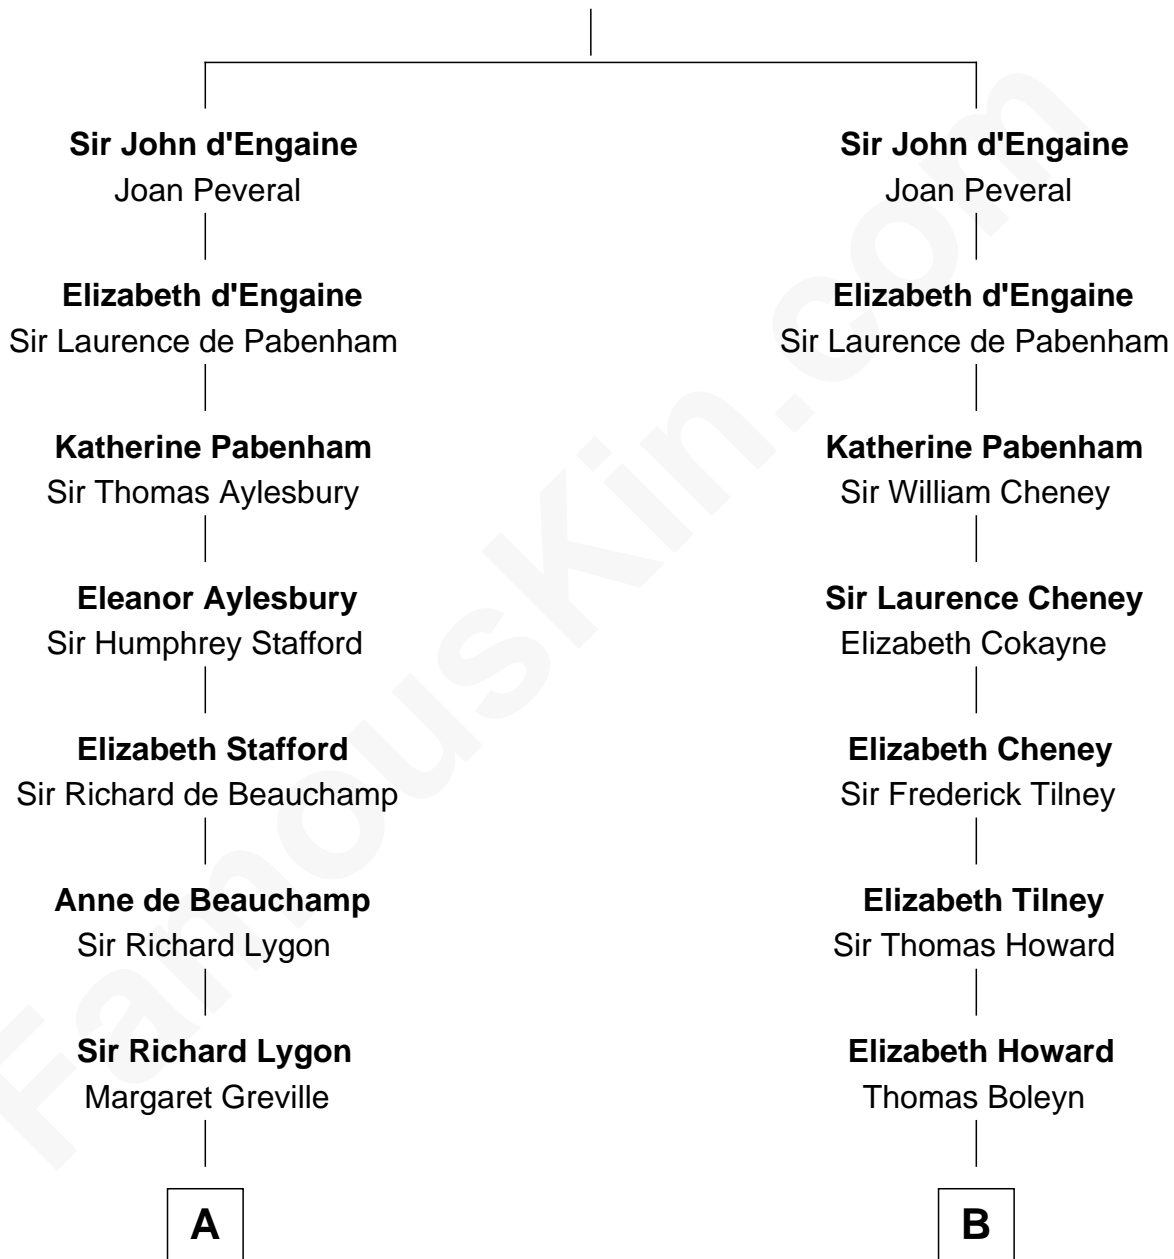 Sir John d'Engaine
Joan Peveral
Elizabeth d'Engaine
Sir Laurence de Pabenham
Katherine Pabenham
Sir Thomas Aylesbury
Eleanor Aylesbury
Sir Humphrey Stafford
Elizabeth Stafford
Sir Richard de Beauchamp
Anne de Beauchamp
Sir Richard Lygon
Sir Richard Lygon
Margaret Greville
A
Sir John d'Engaine
Joan Peveral
Elizabeth d'Engaine
Sir Laurence de Pabenham
Katherine Pabenham
Sir William Cheney
Sir Laurence Cheney
Elizabeth Cokayne
Elizabeth Cheney
Sir Frederick Tilney
Elizabeth Tilney
Sir Thomas Howard
Elizabeth Howard
Thomas Boleyn
B
FamousKin.com